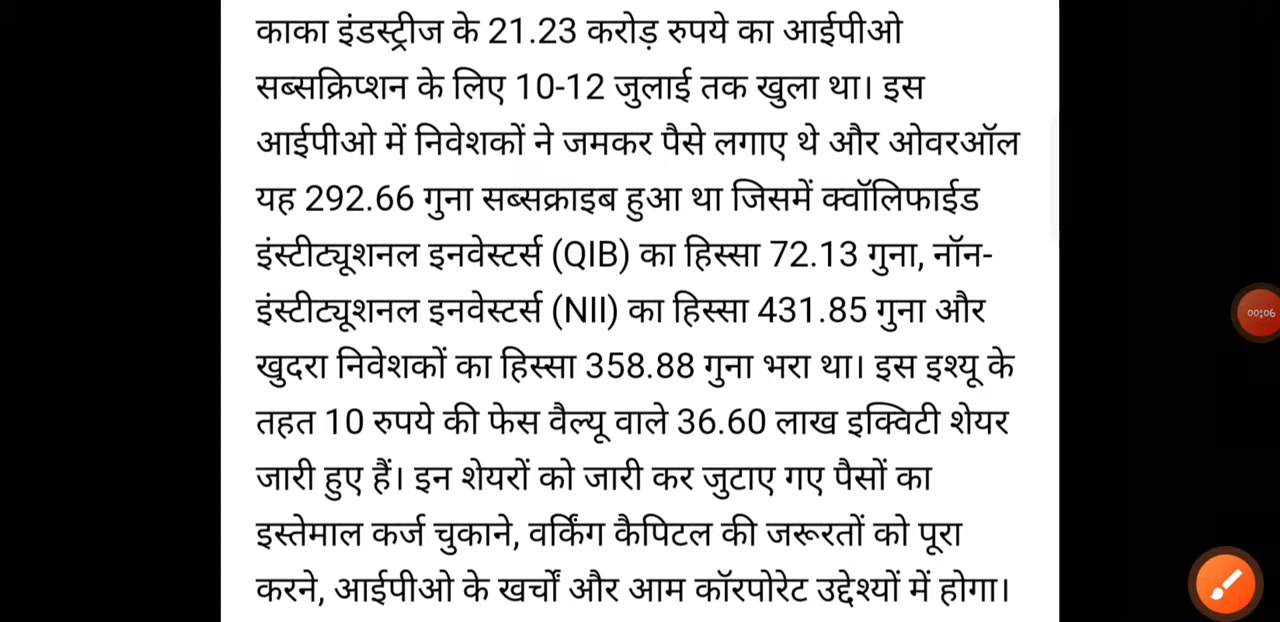 काका इंडस्ट्रीज के 21.23 करोड़ रुपये का आईपीओ
सब्सक्रिप्शन के लिए 10-12 जुलाई तक खुला था। इस
आईपीओ में निवेशकों ने जमकर पैसे लगाए थे और ओवरऑल
यह 292.66 गुना सब्सक्राइब हुआ था जिसमें क्वॉलिफाईड
इंस्टीट्यूशनल इनवेस्टर्स (QIB) का हिस्सा 72.13 गुना, नॉन-
इंस्टीट्यूशनल इनवेस्टर्स (NII) का हिस्सा 431.85 गुना और
खुदरा निवेशकों का हिस्सा 358.88 गुना भरा था। इस इश्यू के
तहत 10 रुपये की फेस वैल्यू वाले 36.60 लाख इक्विटी शेयर
जारी हुए हैं। इन शेयरों को जारी कर जुटाए गए पैसों का
इस्तेमाल कर्ज चुकाने, वर्किंग कैपिटल की जरूरतों को पूरा
करने, आईपीओ के खर्चों और आम कॉरपोरेट उद्देश्यों में होगा।
00:06